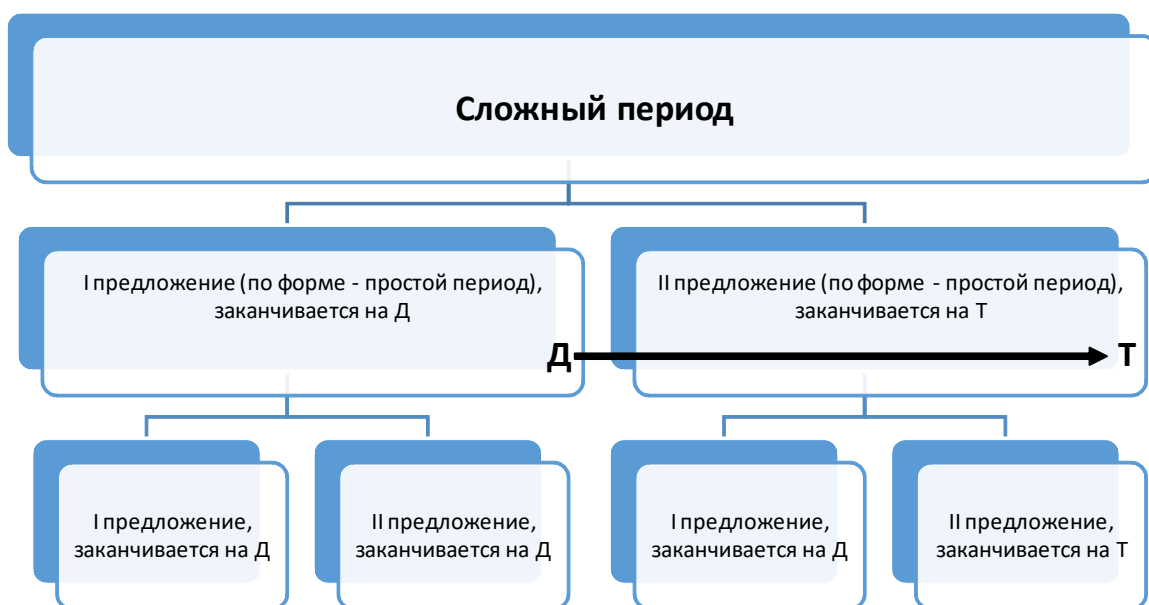 Сложный период
I предложение (по форме - простой период),
заканчивается на Д
II предложение (по форме - простой период),
заканчивается на Т
Д
Т
I предложение,
заканчивается на Д
II предложение,
заканчивается на Д
I предложение,
заканчивается на Д
II предложение,
заканчивается на Т